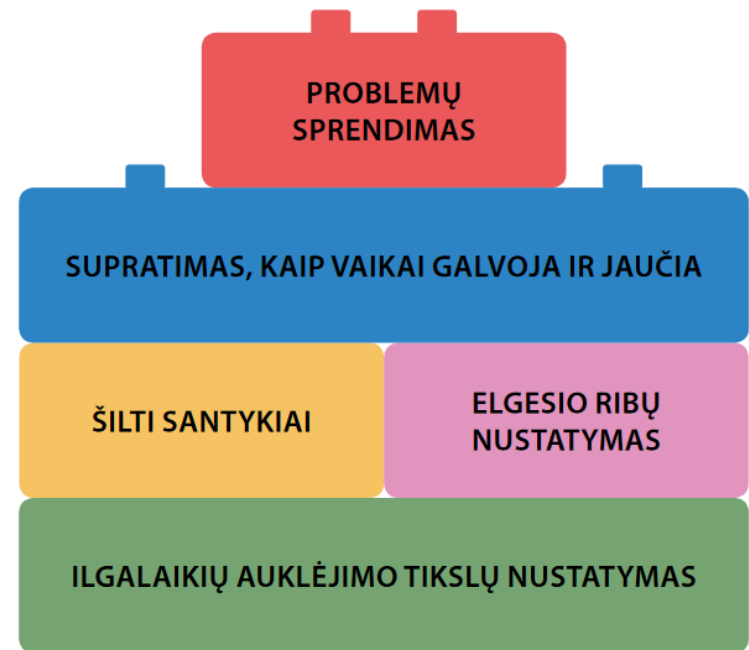 PROBLEMŲ
SPRENDIMAS
SUPRATIMAS, KAIP VAIKAI GALVOJA IR JAUČIA
ŠILTI SANTYKIAI
ELGESIO RIBŲ
NUSTATYMAS
ILGALAIKIŲ AUKLĖJIMO TIKSLŲ NUSTATYMAS